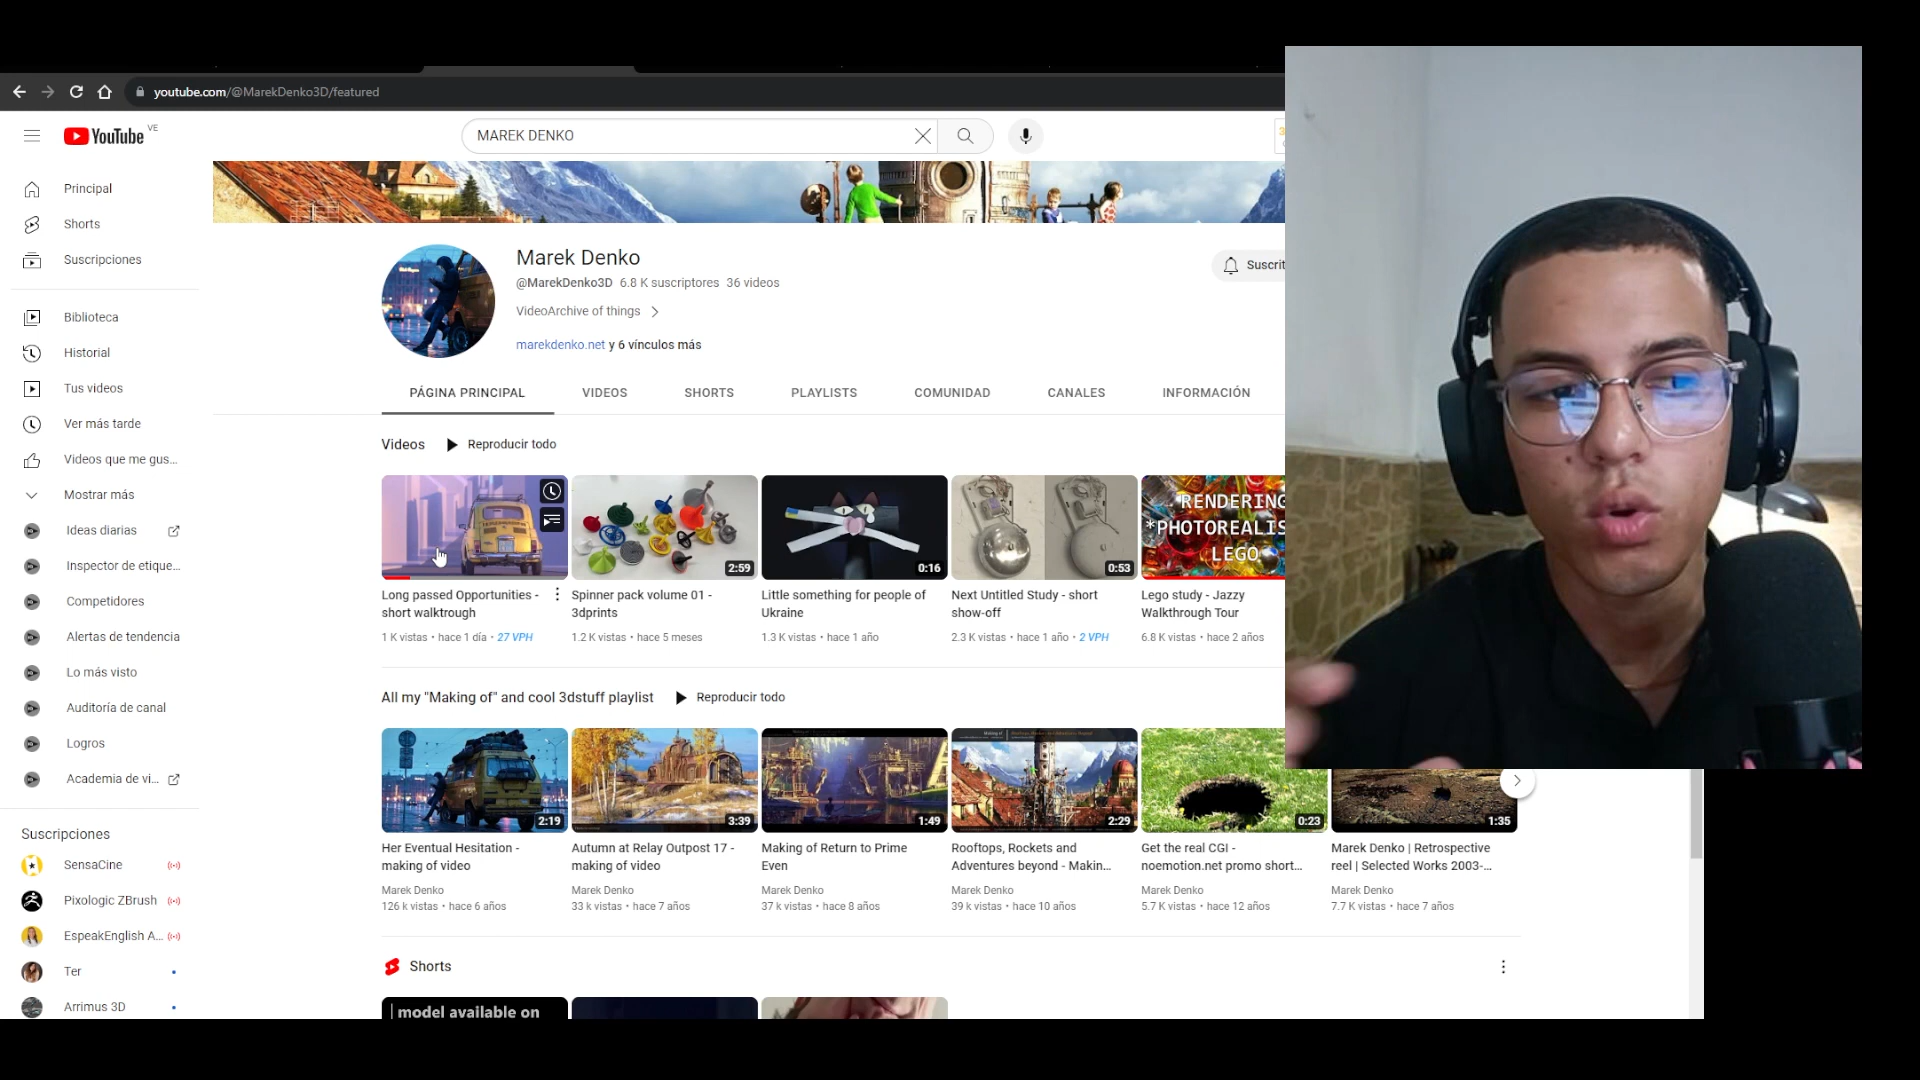 youtube.com/@MarekDenko3D/featured
YouTube VE
MAREK DENKO
Principal
Shorts
Suscripciones
Biblioteca
Historial
Tus videos
Ver más tarde
Videos que me gus...
Mostrar más
Ideas diarias
Inspector de etique...
Competidores
Alertas de tendencia
Lo más visto
Auditoría de canal
Logros
Academia de vi...
Suscripciones
SensaCine
Pixologic ZBrush
EspeakEnglish A...
Ter
Arrimus 3D
Marek Denko
@MarekDenko3D 6.8 K suscriptores 36 videos
VideoArchive of things
marekdenko.net y 6 vínculos más
Suscrit
PÁGINA PRINCIPAL VIDEOS SHORTS PLAYLISTS COMUNIDAD CANALES INFORMACIÓN
Videos Reproducir todo
Long passed Opportunities -
short walktrough
1 K vistas • hace 1 día • 27 VPH
2:59
Spinner pack volume 01 -
3dprints
1.2 K vistas • hace 5 meses
0:16
Little something for people of
Ukraine
1.3 K vistas • hace 1 año
0:53
Next Untitled Study - short
show-off
2.3 K vistas • hace 1 año • 2 VPH
RENDERING
*PHOTOREALIS
LEGO
Lego study - Jazzy
Walkthrough Tour
6.8 K vistas • hace 2 años
All my "Making of" and cool 3dstuff playlist Reproducir todo
2:19
Her Eventual Hesitation -
making of video
Marek Denko
126 k vistas • hace 6 años
3:39
Autumn at Relay Outpost 17 -
making of video
Marek Denko
33 k vistas • hace 7 años
1:49
Making of Return to Prime
Even
Marek Denko
37 k vistas • hace 8 años
2:29
Rooftops, Rockets and
Adventures beyond - Makin...
Marek Denko
39 k vistas • hace 10 años
0:23
Get the real CGI -
noemotion.net promo short...
Marek Denko
5.7 K vistas • hace 12 años
1:35
Marek Denko | Retrospective
reel | Selected Works 2003-...
Marek Denko
7.7 K vistas • hace 7 años
Shorts
model available on